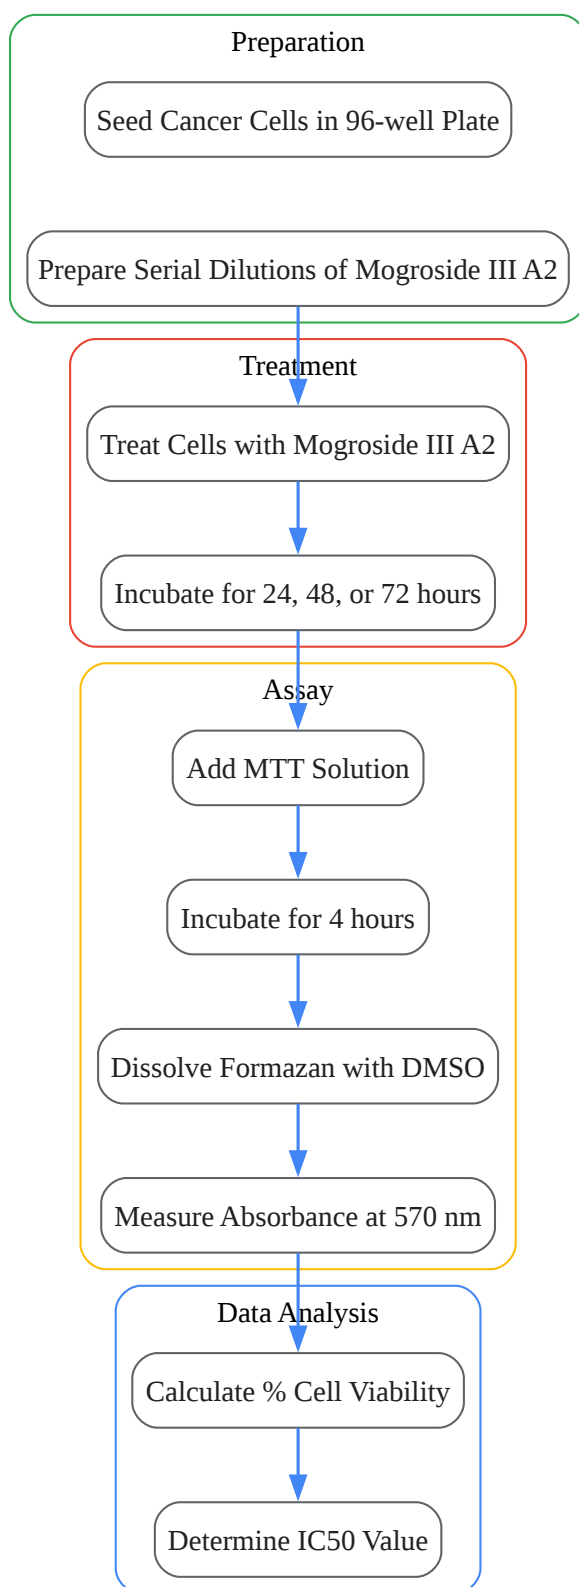 Preparation
Seed Cancer Cells in 96-well Plate
Prepare Serial Dilutions of Mogroside III A2
Treatment
Treat Cells with Mogroside III A2
Incubate for 24, 48, or 72 hours
Assay
Add MTT Solution
Incubate for 4 hours
Dissolve Formazan with DMSO
Measure Absorbance at 570 nm
Data Analysis
Calculate % Cell Viability
Determine IC50 Value